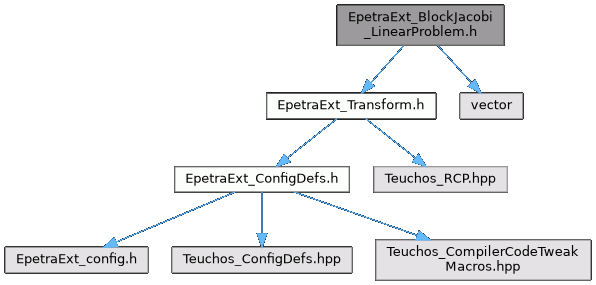 EpetraExt_BlockJacobi
_LinearProblem.h
EpetraExt_Transform.h
vector
EpetraExt_ConfigDefs.h
Teuchos_RCP.hpp
EpetraExt_config.h
Teuchos_ConfigDefs.hpp
Teuchos_CompilerCodeTweak
Macros.hpp